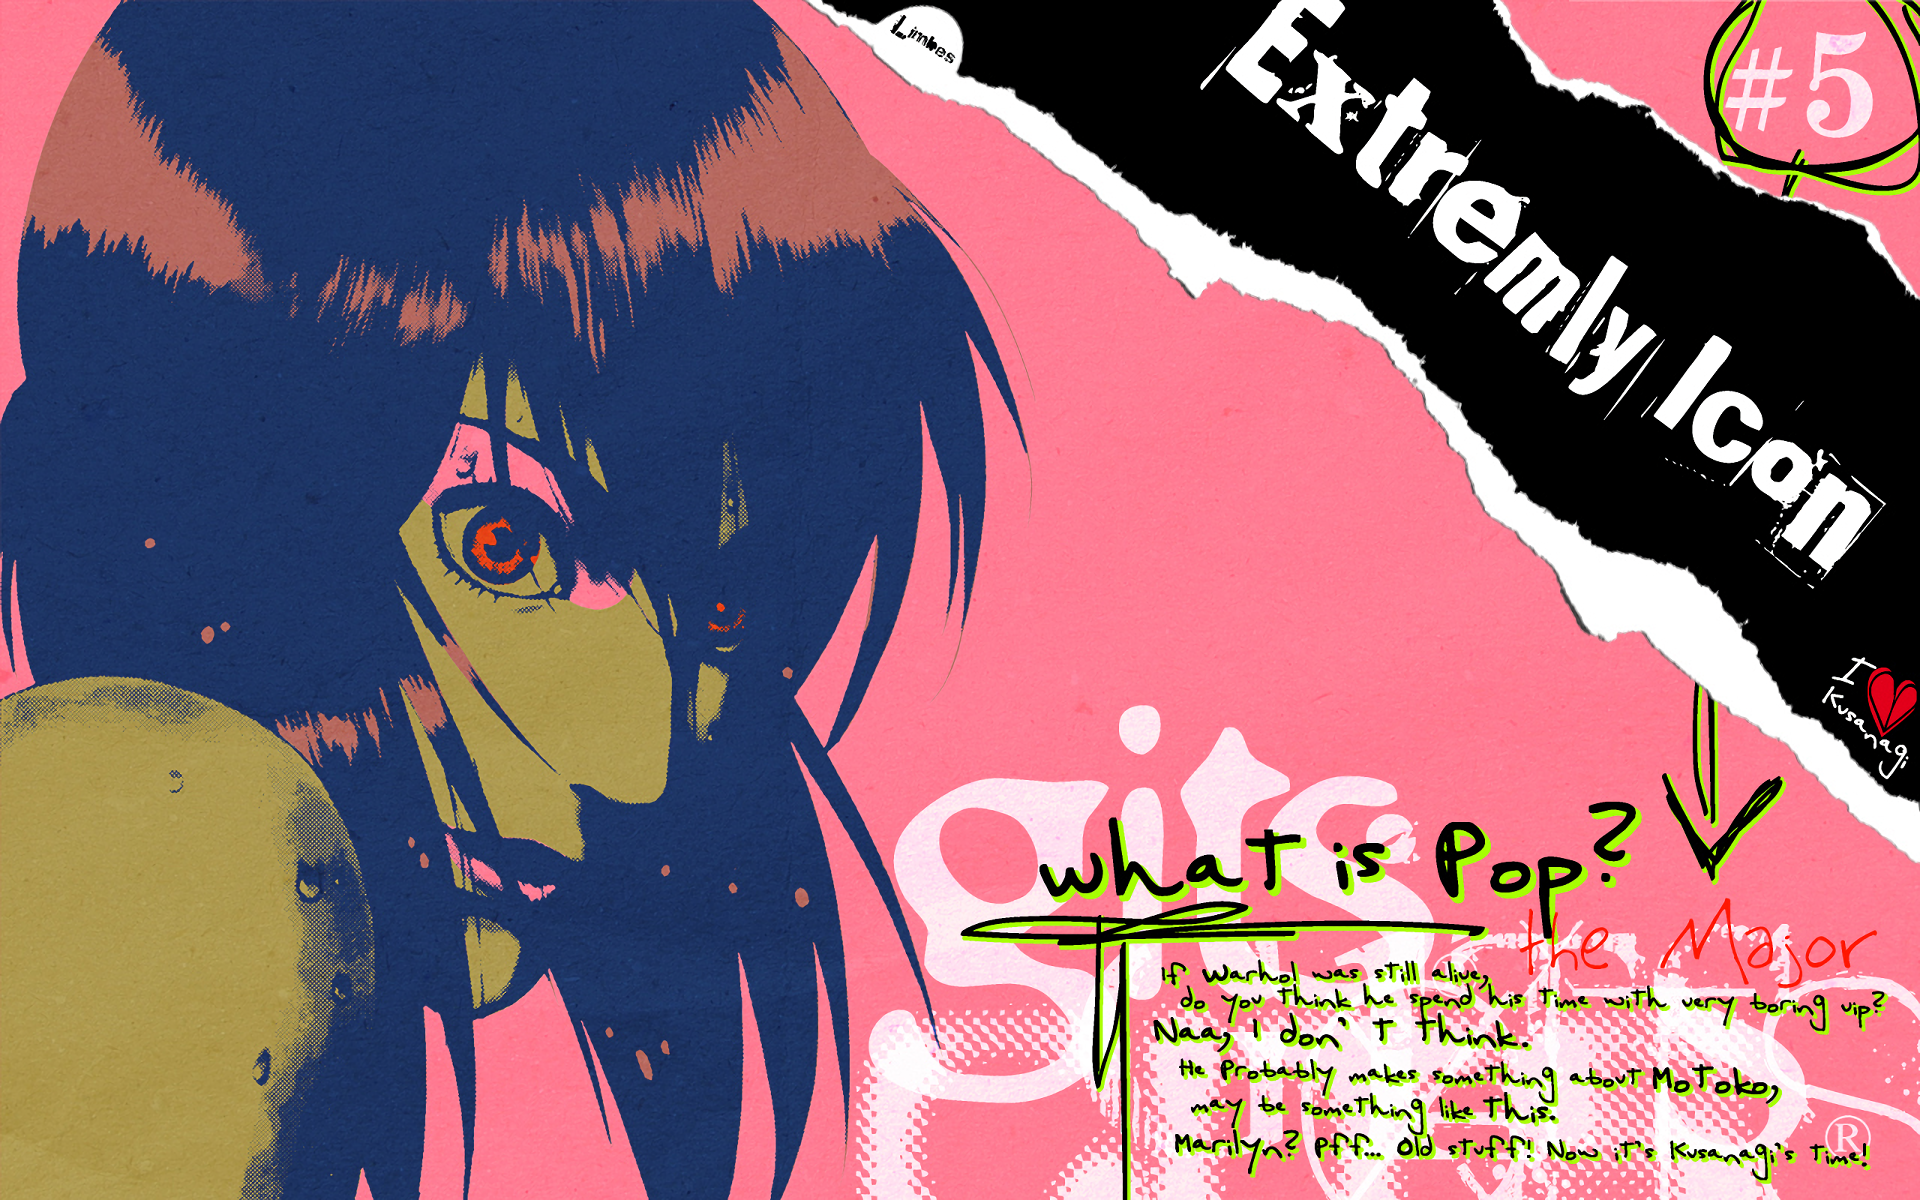 Limbes
Extremly Icon
#5
I ♥
Kusanagi
gits
what is Pop?
the Major
If Warhol was still alive,
do you think he spend his time with very boring vip?
Naa, I don't think.
He Probably makes something about Motoko,
may be something like this.
Marilyn? Pff... Old stuff! Now it's Kusanagi's time!
®